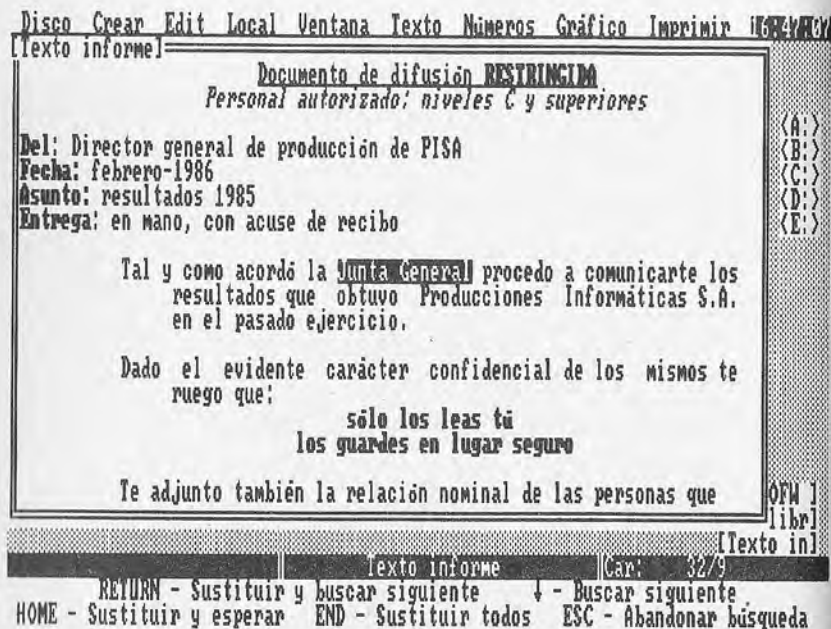 Disco Crear Edit Local Ventana Texto Números Gráfico Imprimir
[Texto informe]
Documento de difusión RESTRINGIDA
Personal autorizado: niveles C y superiores
<A:>
Del: Director general de producción de PISA
<B:>
Fecha: febrero-1986
<C:>
Asunto: resultados 1985
<D:>
Entrega: en mano, con acuse de recibo
<E:>
Tal y como acordó la Junta General procedo a comunicarte los
resultados que obtuvo Producciones Informáticas S.A.
en el pasado ejercicio.
Dado el evidente carácter confidencial de los mismos te
ruego que:
sólo los leas tú
los guardes en lugar seguro
Te adjunto también la relación nominal de las personas que
OFW ]
libr]
[Texto in]
Texto informe Car: 32/9
RETURN - Sustituir y buscar siguiente ↓ - Buscar siguiente
HOME - Sustituir y esperar END - Sustituir todos ESC - Abandonar búsqueda